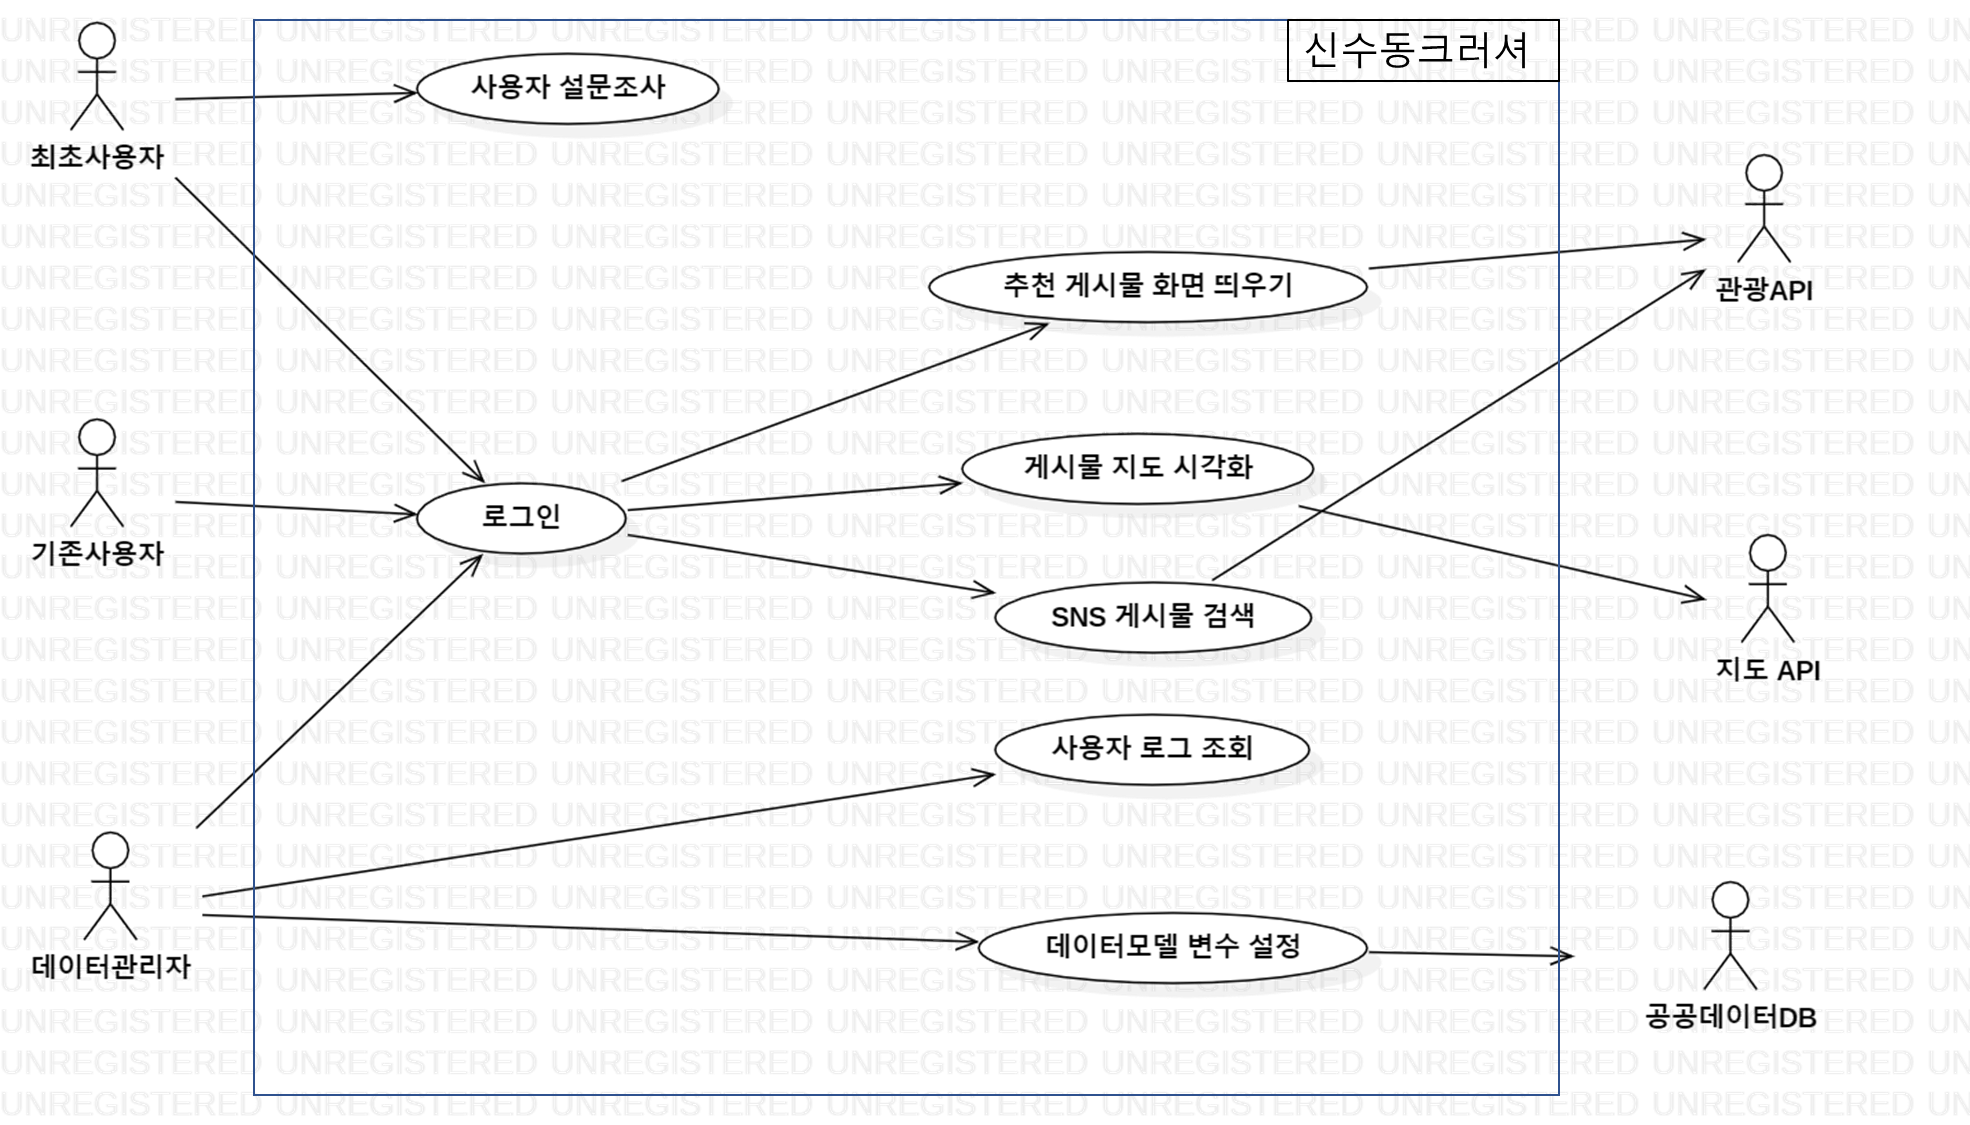 신수동크러셔
사용자 설문조사
최초사용자
추천 게시물 화면 띄우기
관광API
게시물 지도 시각화
로그인
기존사용자
SNS 게시물 검색
지도 API
사용자 로그 조회
데이터모델 변수 설정
데이터관리자
공공데이터DB
UNREGISTERED